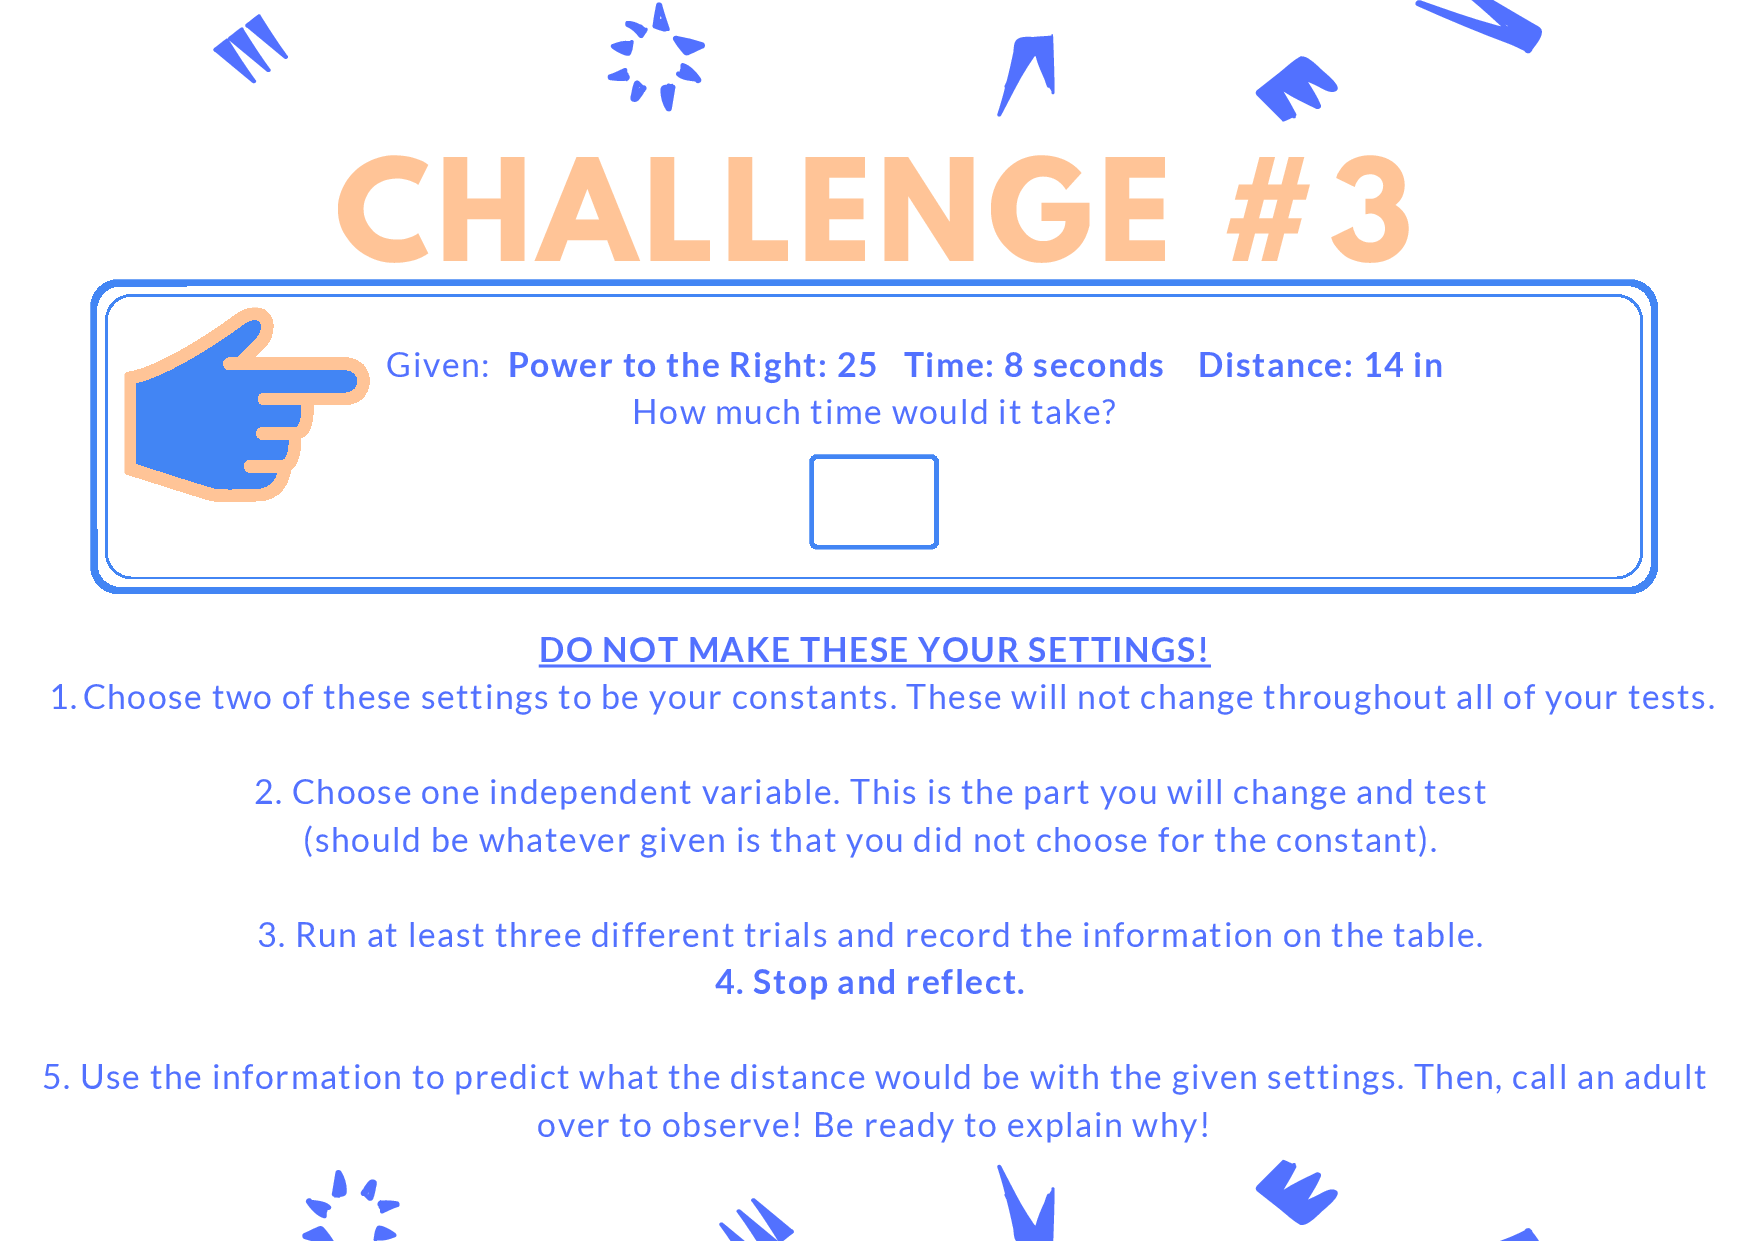 CHALLENGE #3
Given: Power to the Right: 25 Time: 8 seconds Distance: 14 in
How much time would it take?
DO NOT MAKE THESE YOUR SETTINGS!
1. Choose two of these settings to be your constants. These will not change throughout all of your tests.
2. Choose one independent variable. This is the part you will change and test
(should be whatever given is that you did not choose for the constant).
3. Run at least three different trials and record the information on the table.
4. Stop and reflect.
5. Use the information to predict what the distance would be with the given settings. Then, call an adult
over to observe! Be ready to explain why!